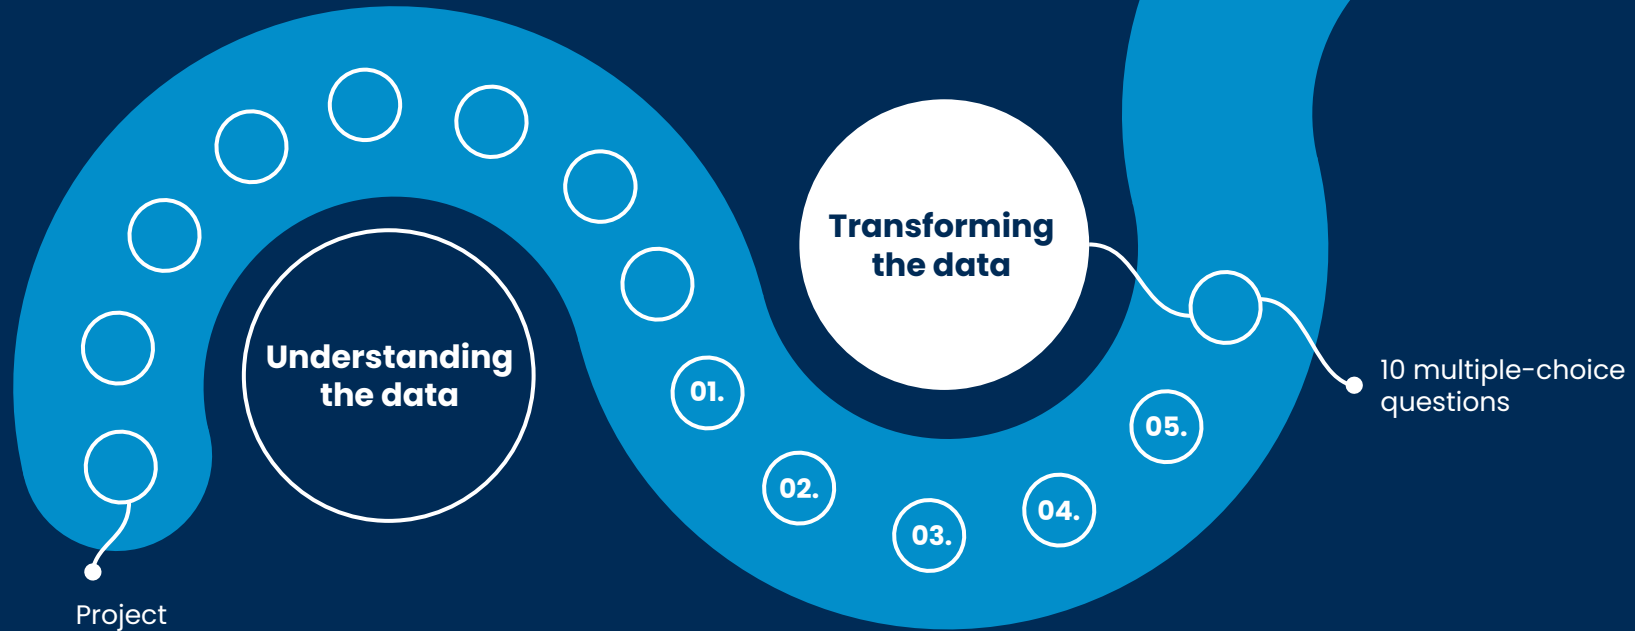 Understanding
the data
Transforming
the data
01.
02.
03.
04.
05.
10 multiple-choice
questions
Project